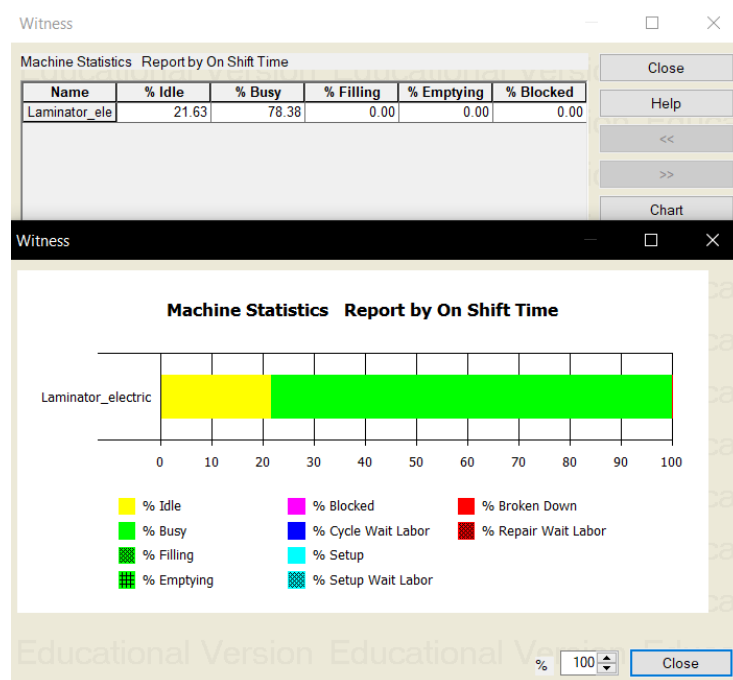 Witness
Machine Statistics Report by On Shift Time
Close
Name % Idle % Busy % Filling % Emptying % Blocked
Help
Laminator_ele 21.63 78.38 0.00 0.00 0.00
<<
>>
Chart
Witness
Machine Statistics Report by On Shift Time
Laminator_electric
0 10 20 30 40 50 60 70 80 90 100
% Idle % Blocked % Broken Down
% Busy % Cycle Wait Labor % Repair Wait Labor
% Filling % Setup
% Emptying % Setup Wait Labor
Educational Version Educational
% 100 Close